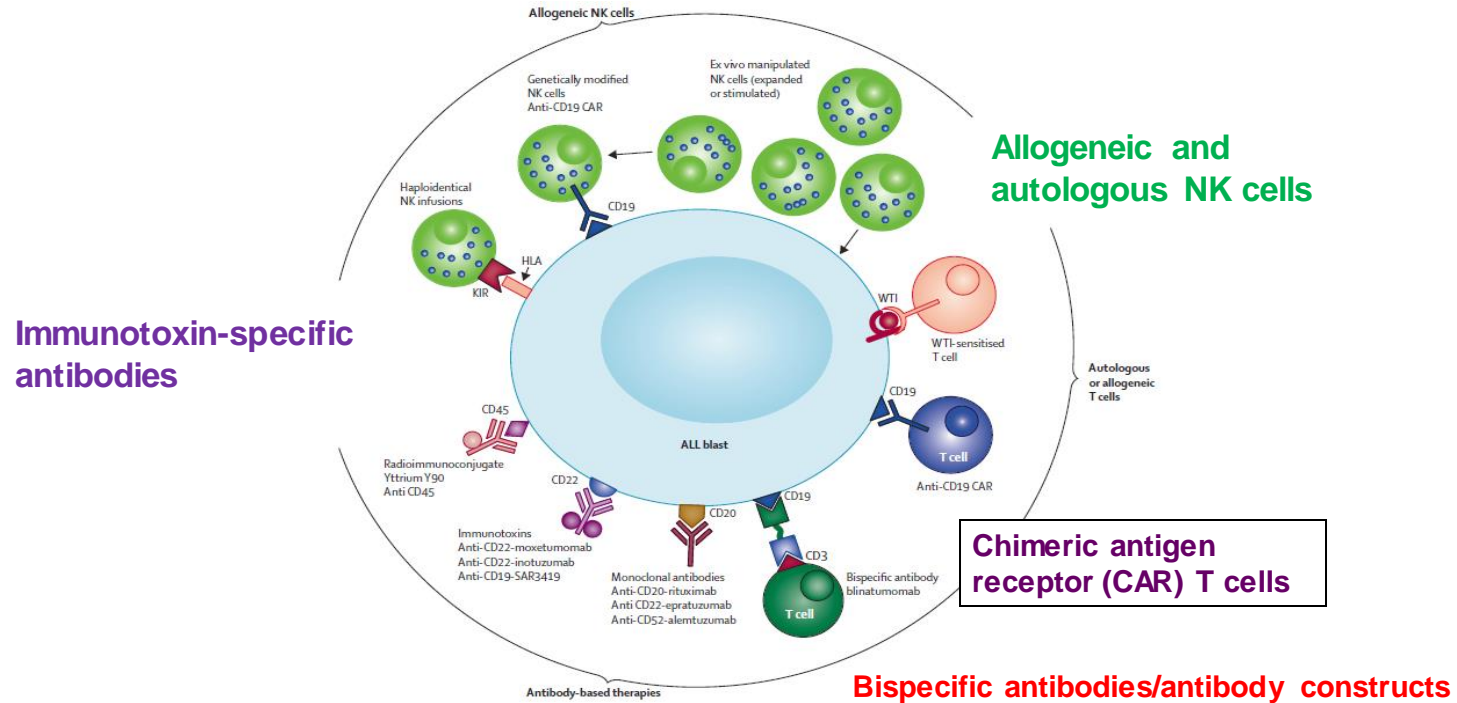 Allogeneic NK cells
Genetically modified
NK cells
Anti-CD19 CAR
Ex vivo manipulated
NK cells (expanded
or stimulated)
Allogeneic and
autologous NK cells
Haploidentical
NK infusions
CD19
HLA
KIR
WTI
WTI-sensitised
T cell
Immunotoxin-specific
antibodies
Autologous
or allogeneic
T cells
CD19
T cell
Anti-CD19 CAR
ALL blast
CD45
Radioimmunoconjugate
Yttrium Y90
Anti CD45
CD22
Immunotoxins
Anti-CD22-moxetumomab
Anti-CD22-inotuzumab
Anti-CD19-SAR3419
CD20
Monoclonal antibodies
Anti-CD20-rituximab
Anti CD22-epratuzumab
Anti-CD52-alemtuzumab
CD19
CD3
T cell
Bispecific antibody
blinatumomab
Chimeric antigen
receptor (CAR) T cells
Antibody-based therapies
Bispecific antibodies/antibody constructs